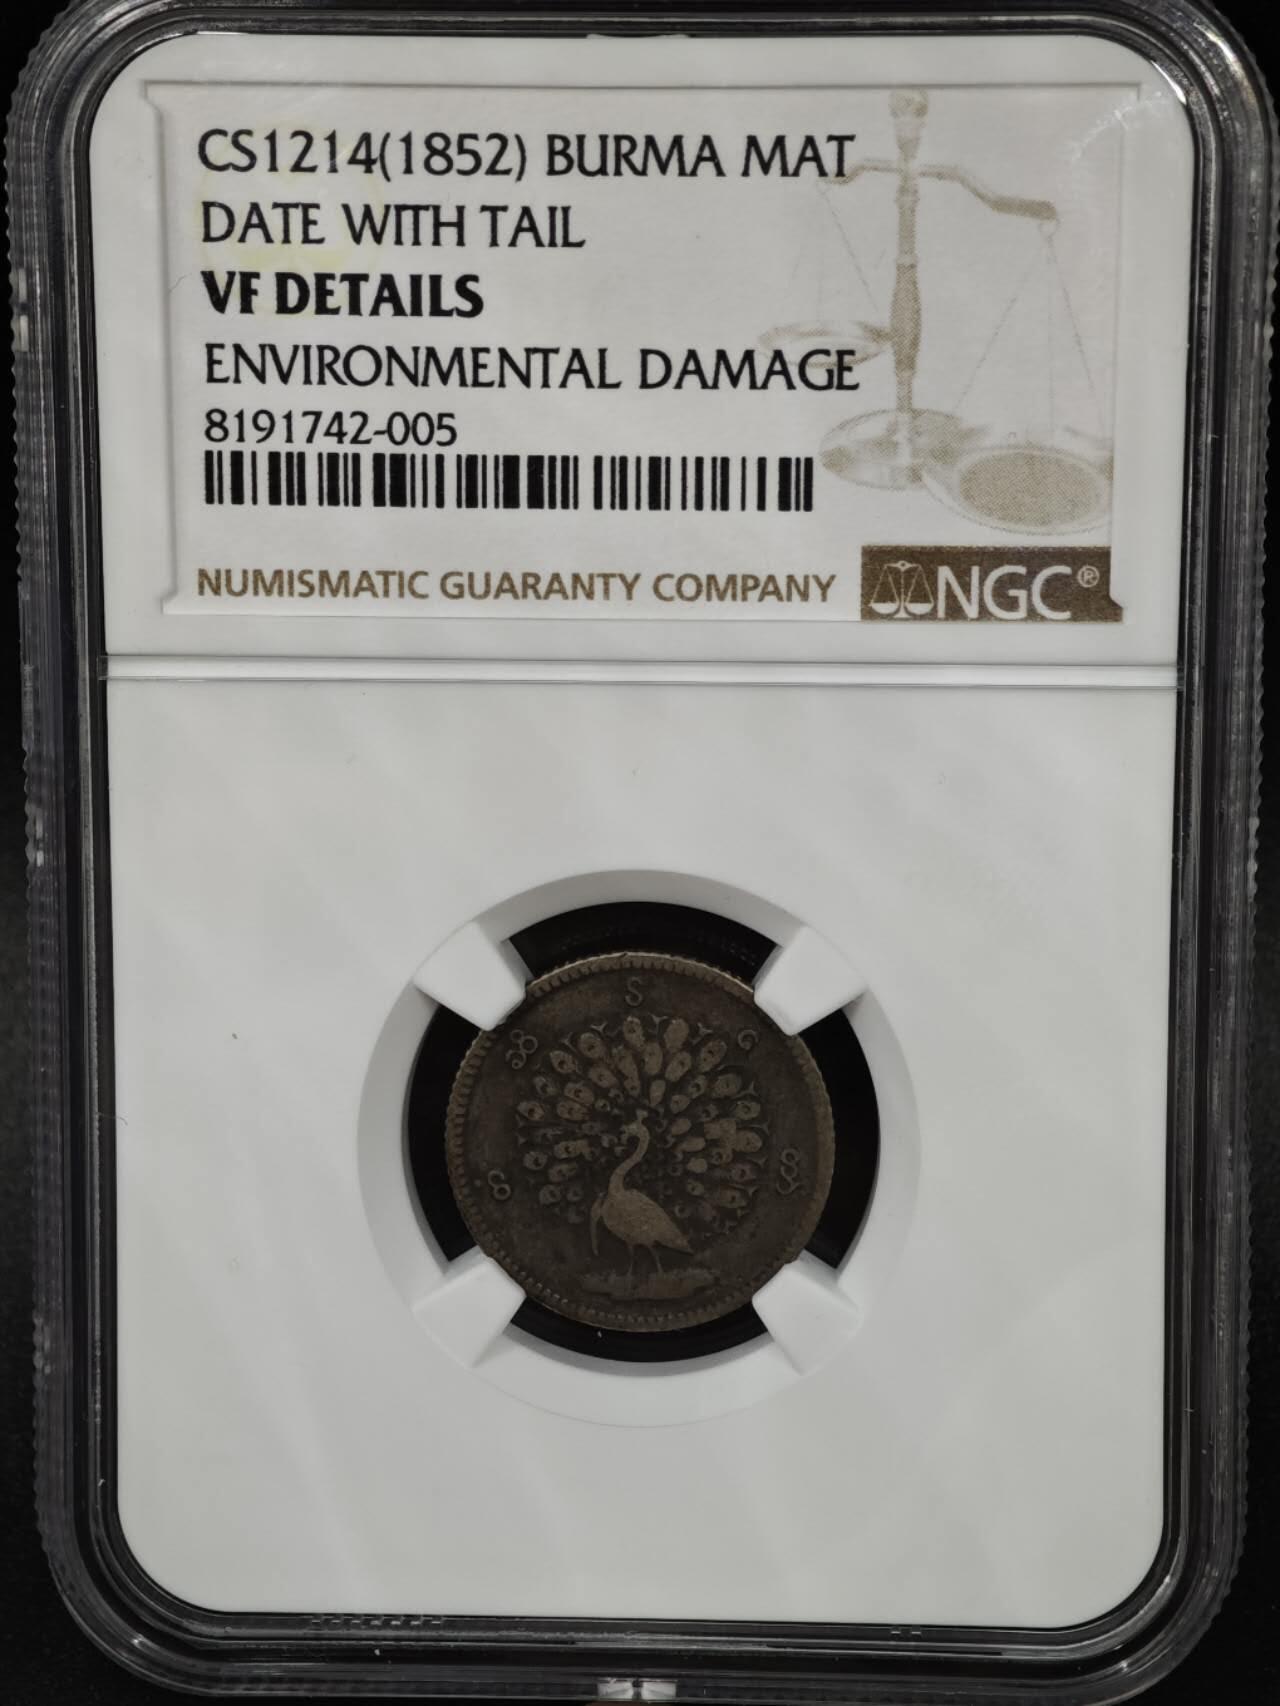 CS1214(1852) BURMA MAT
DATE WITH TAIL
VF DETAILS
ENVIRONMENTAL DAMAGE
8191742-005
NUMISMATIC GUARANTY COMPANY NGC®